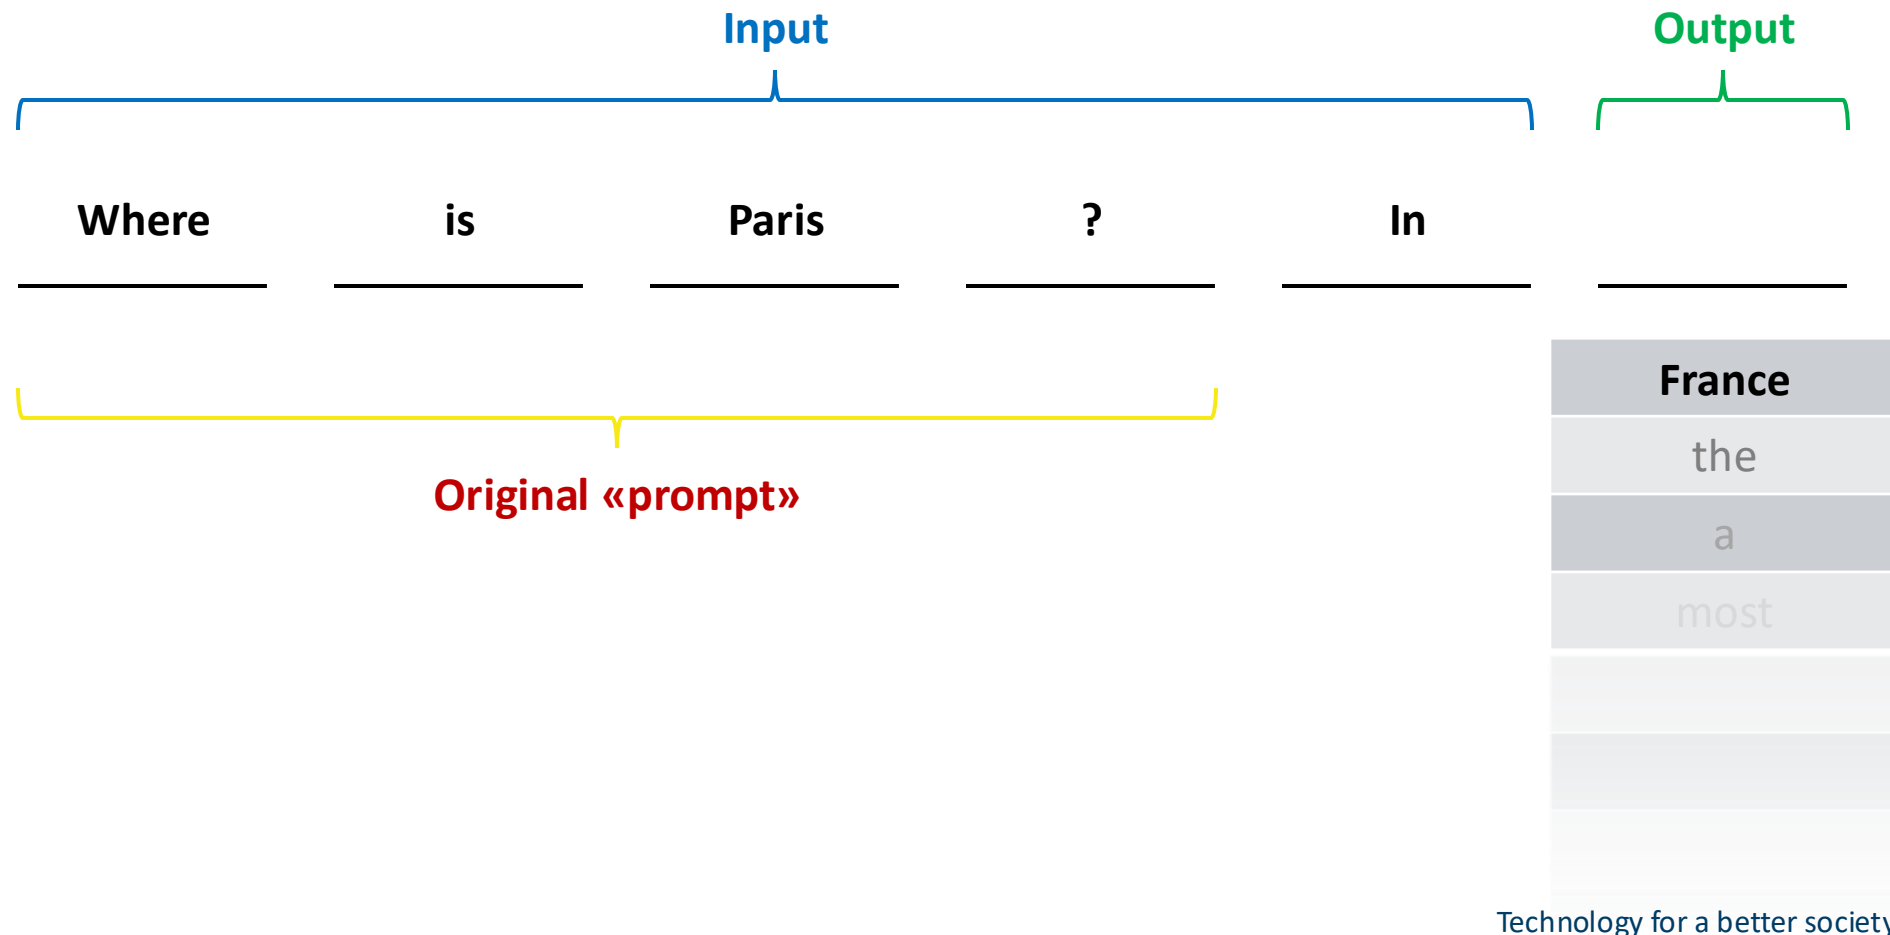 Input Output
Where is Paris ? In
France
the
Original «prompt»
a
most
Technology for a better society